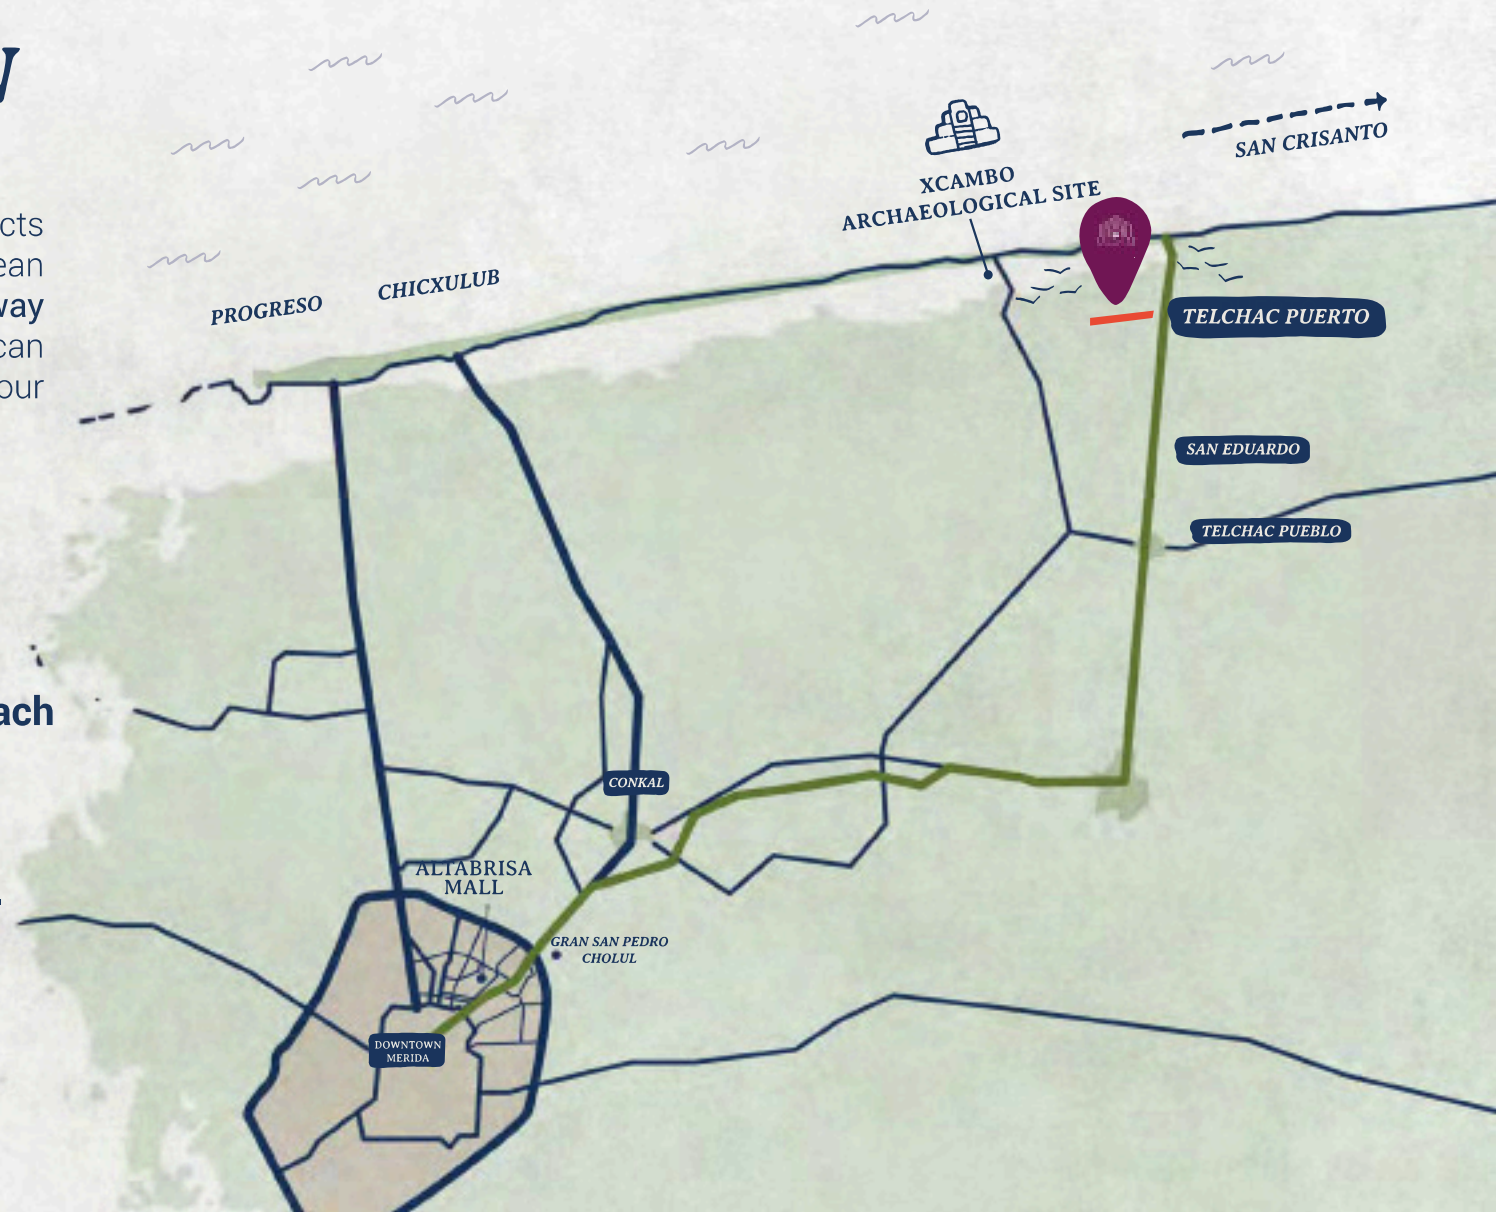 cts
ean
way
can
our
ach
SAN CRISANTO
XCAMBO
ARCHAEOLOGICAL SITE
CHICXULUB
PROGRESO
TELCHAC PUERTO
SAN EDUARDO
TELCHAC PUEBLO
CONKAL
ALTABRISA
MALL
GRAN SAN PEDRO
CHOLUL
DOWNTOWN
MERIDA